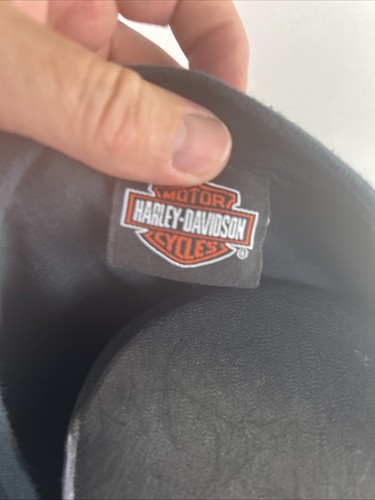 MOTOR
HARLEY-DAVIDSON
CYCLES
®